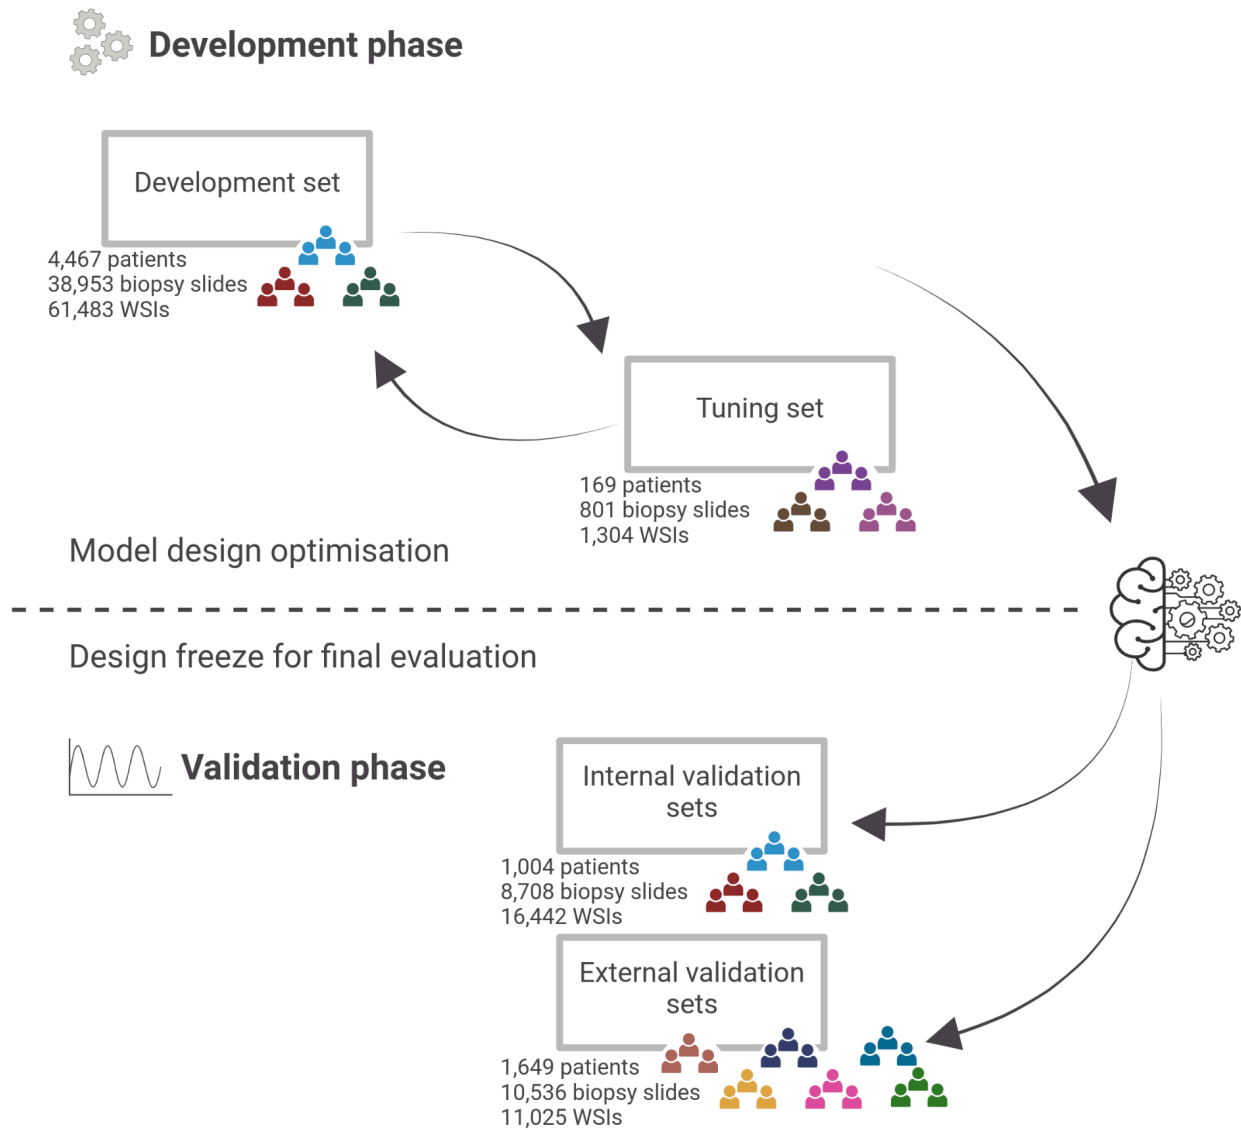 Development phase
Development set
4,467 patients
38,953 biopsy slides
61,483 WSIs
Tuning set
169 patients
801 biopsy slides
1,304 WSIs
Model design optimisation
Design freeze for final evaluation
Validation phase
Internal validation
sets
1,004 patients
8,708 biopsy slides
16,442 WSIs
External validation
sets
1,649 patients
10,536 biopsy slides
11,025 WSIs